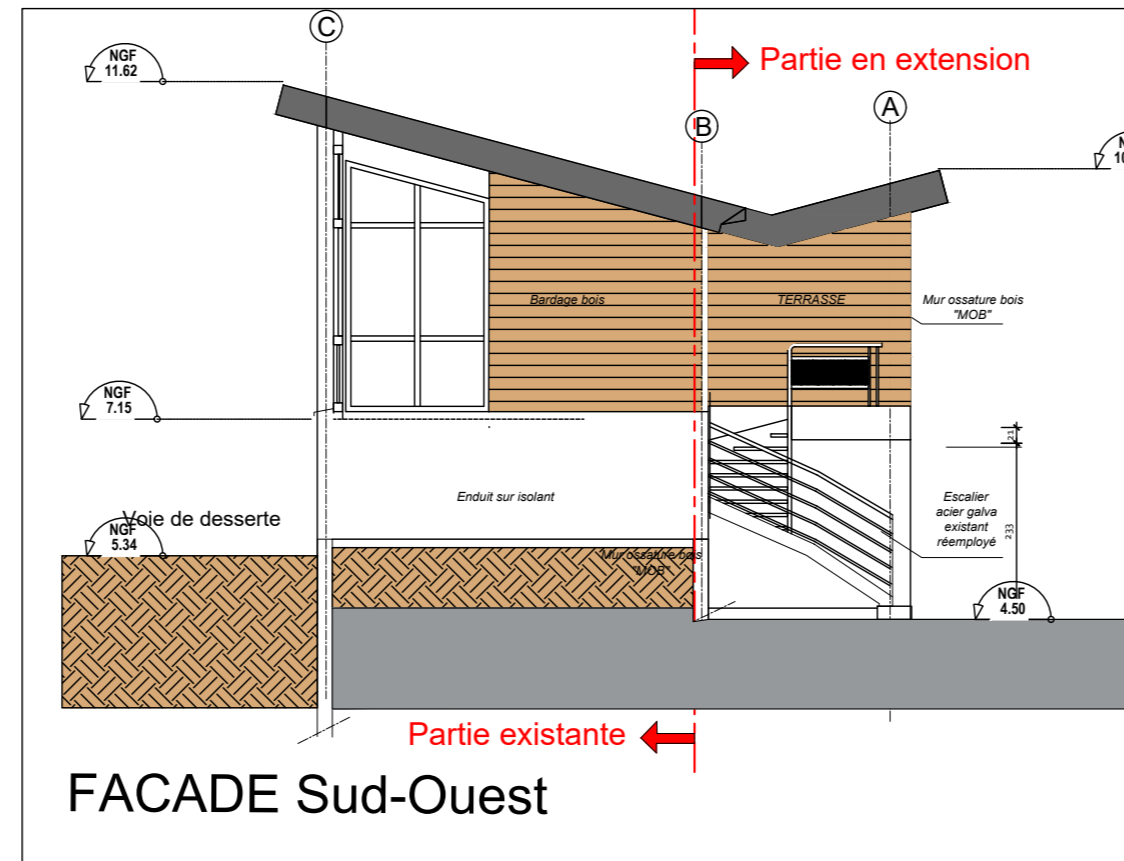 C
NGF
11.62
Partie en extension
B
A
10
Bardage bois
TERRASSE
Mur ossature bois
"MOB"
NGF
7.15
21
Enduit sur isolant
Escalier
acier galva
existant
réemployé
233
Voie de desserte
NGF
5.34
Mur ossature bois
"MOB"
NGF
4.50
Partie existante
FACADE Sud-Ouest